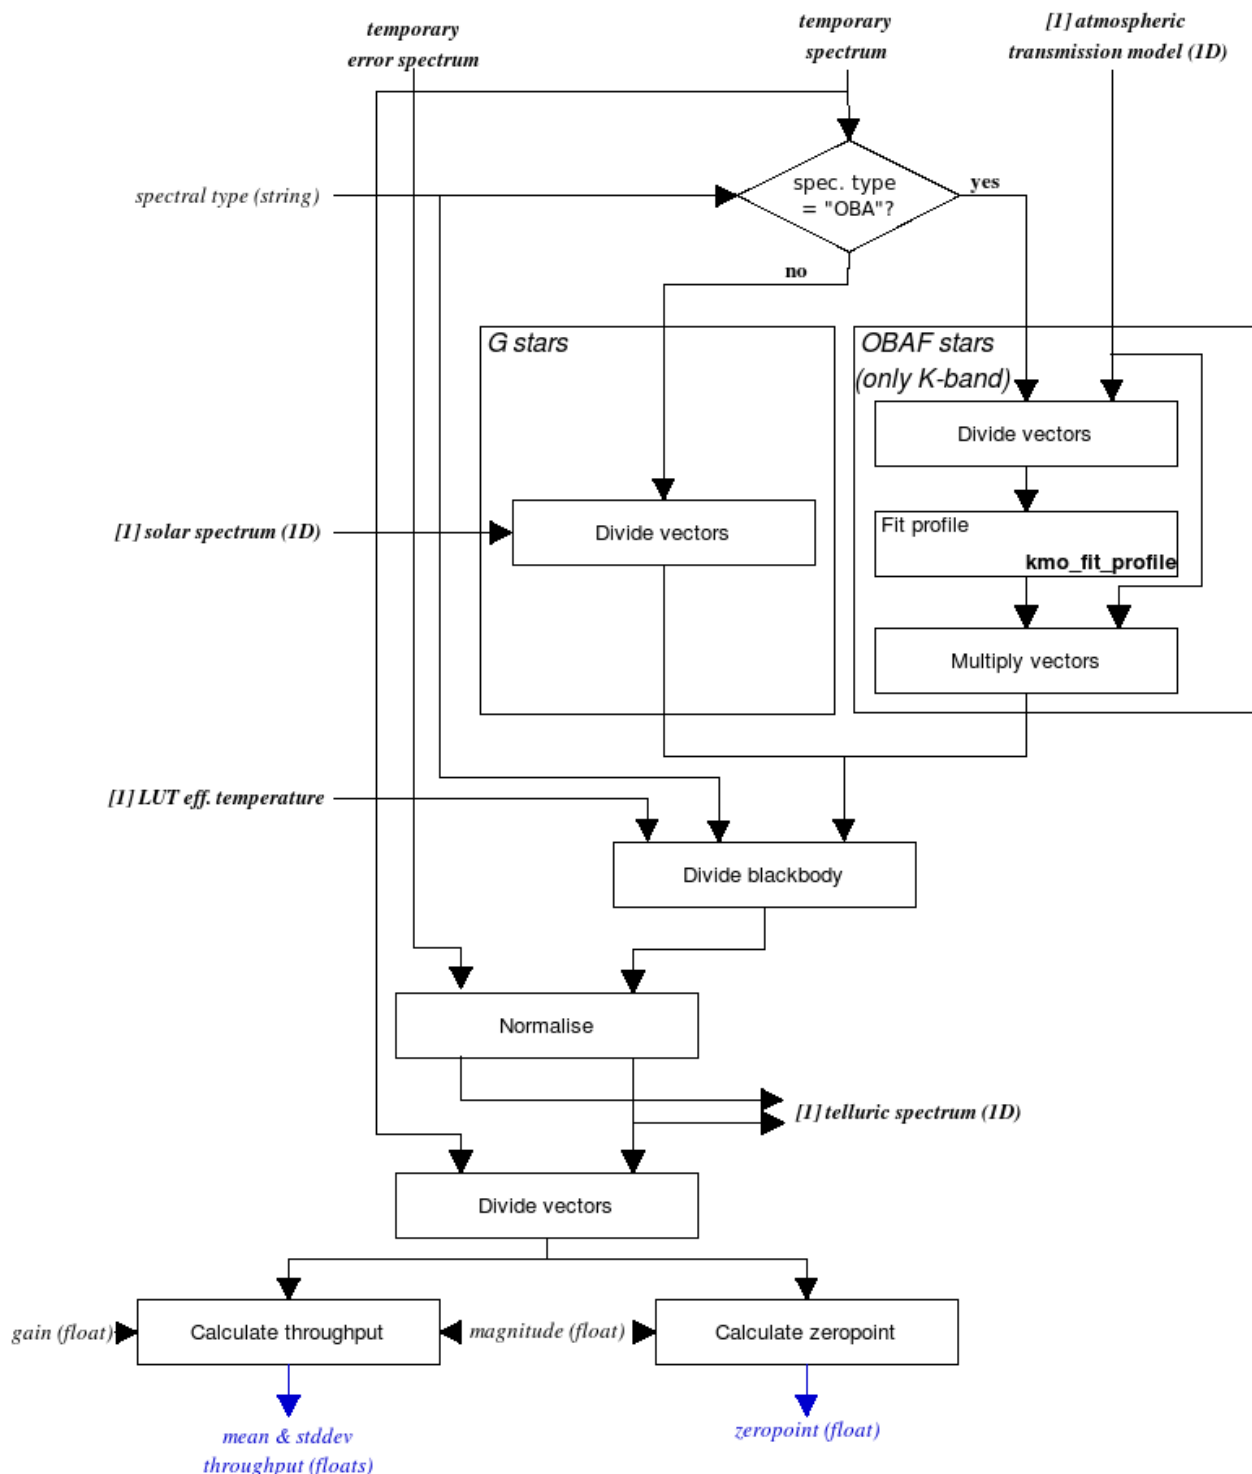 temporary
error spectrum
temporary
spectrum
[1] atmospheric
transmission model (1D)
spectral type (string)
spec. type
= "OBA"?
yes
no
G stars
OBAF stars
(only K-band)
Divide vectors
[1] solar spectrum (1D)
Divide vectors
Fit profile
kmo_fit_profile
Multiply vectors
[1] LUT eff. temperature
Divide blackbody
Normalise
[1] telluric spectrum (1D)
Divide vectors
gain (float)
Calculate throughput
magnitude (float)
Calculate zeropoint
mean & stddev
throughput (floats)
zeropoint (float)